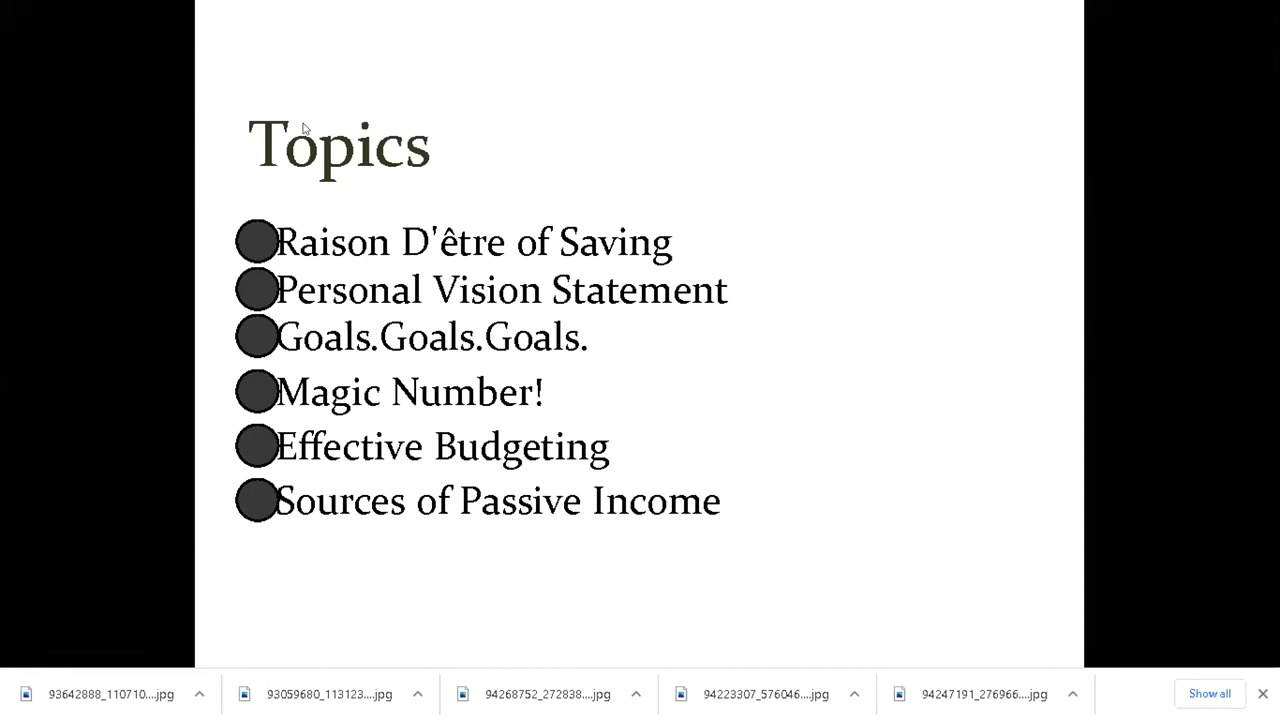 Topics
Raison D'être of Saving
Personal Vision Statement
Goals.Goals.Goals.
Magic Number!
Effective Budgeting
Sources of Passive Income
93642888_110710....jpg
93059680_113123....jpg
94268752_272838....jpg
94223307_576046....jpg
94247191_276966....jpg
Show all